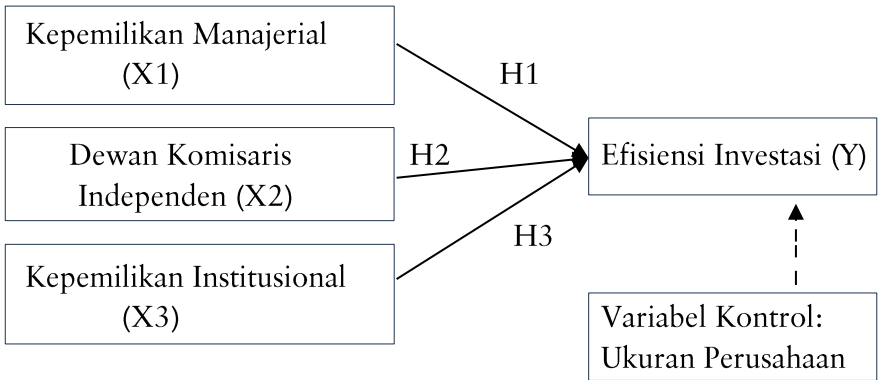 Kepemilikan Manajerial
(X1)
H1
Dewan Komisaris
Independen (X2)
H2
Efisiensi Investasi (Y)
H3
Kepemilikan Institusional
(X3)
Variabel Kontrol:
Ukuran Perusahaan